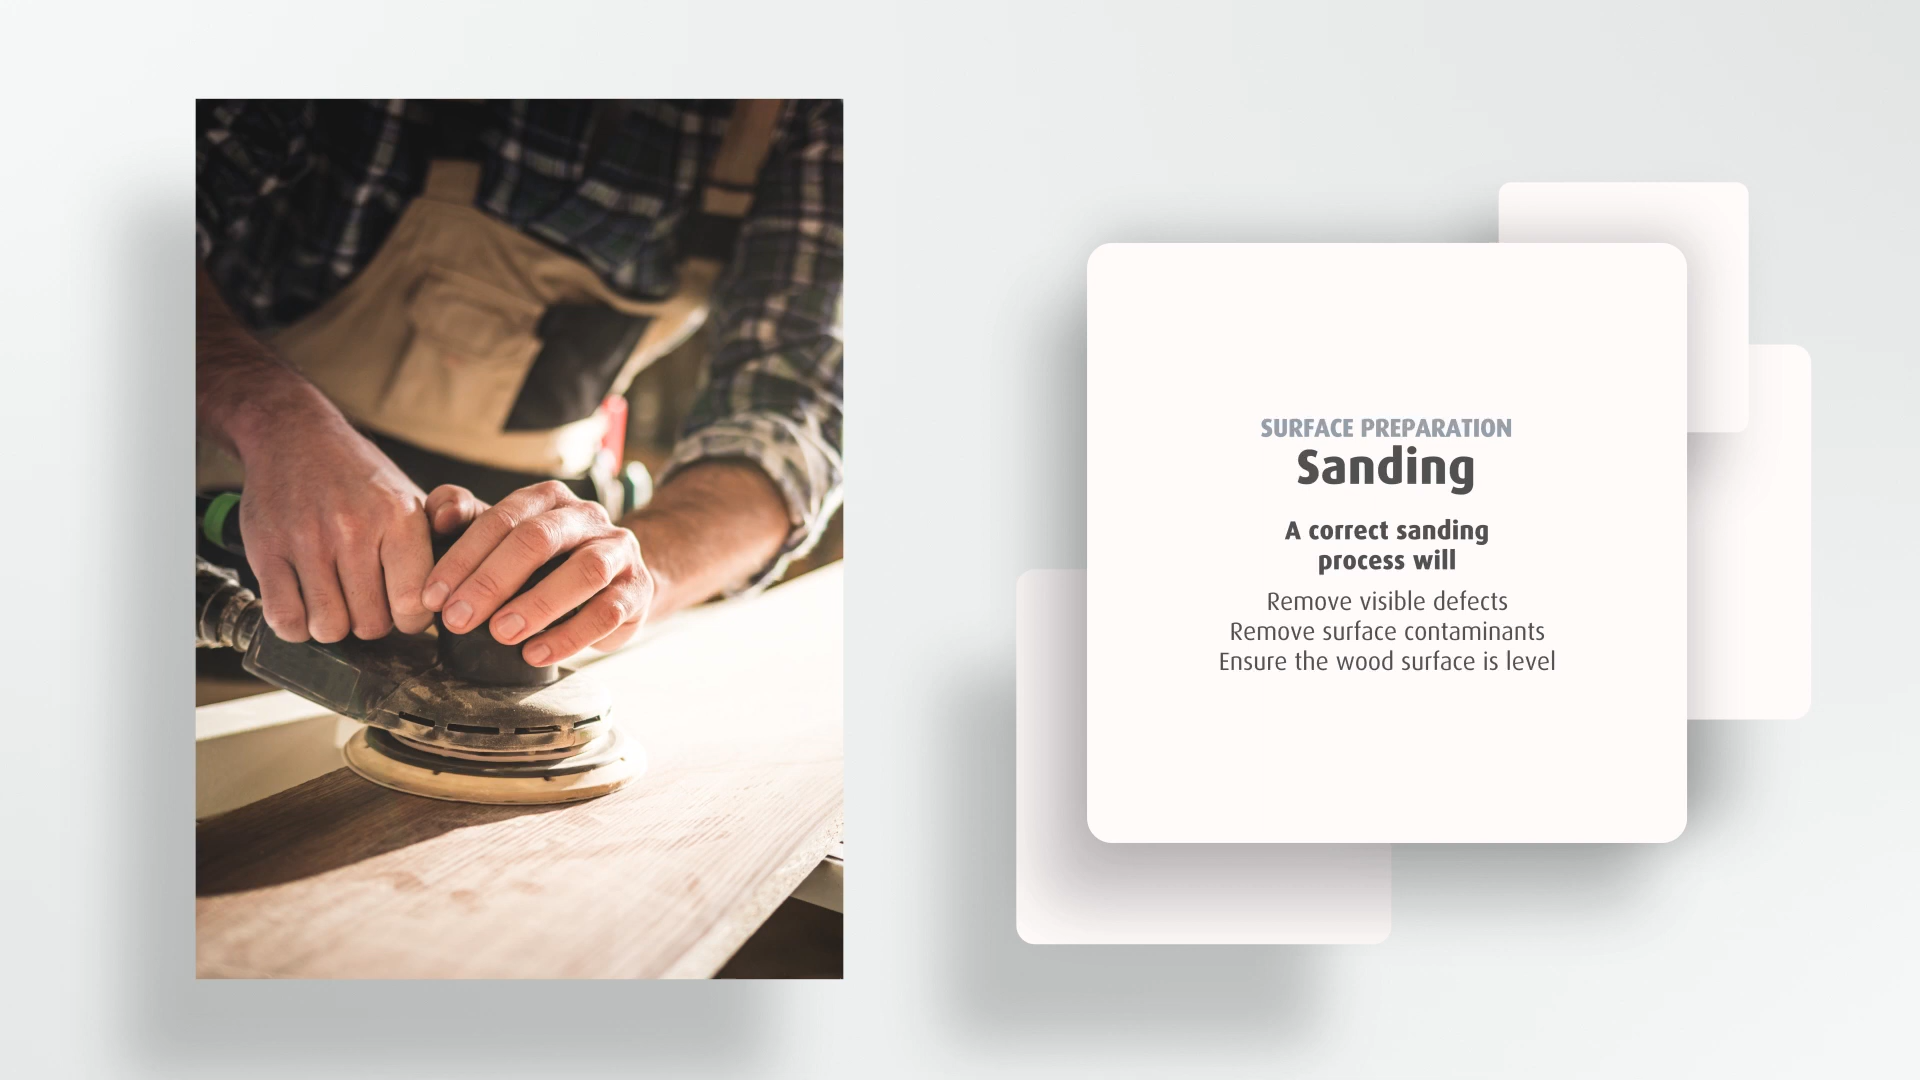 SURFACE PREPARATION
Sanding
A correct sanding
process will
Remove visible defects
Remove surface contaminants
Ensure the wood surface is level